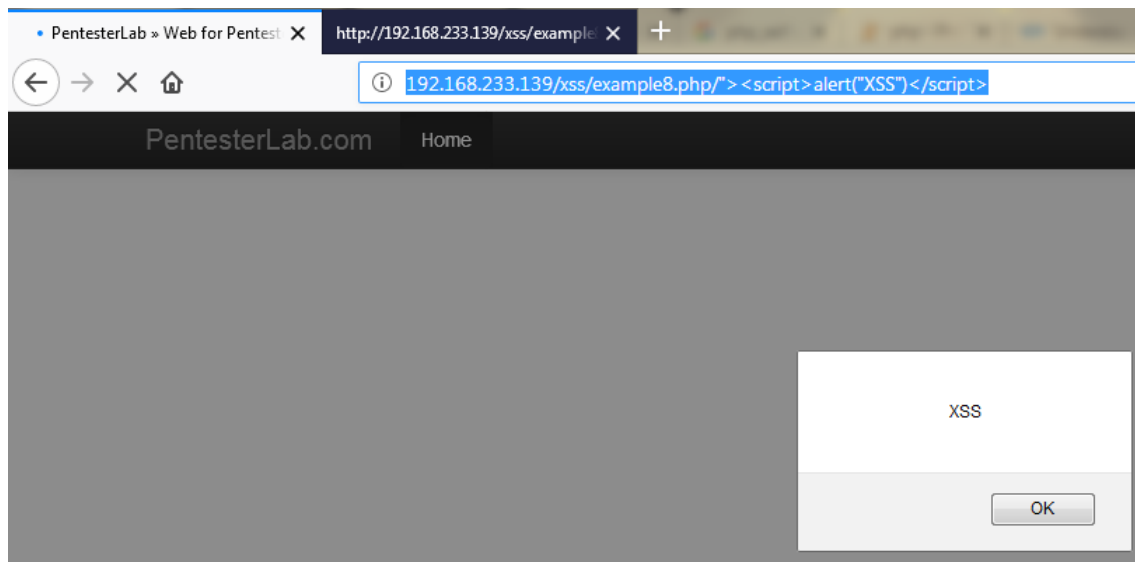 PentesterLab » Web for Pentest
http://192.168.233.139/xss/example
192.168.233.139/xss/example8.php/"><script>alert("XSS")</script>
PentesterLab.com Home
XSS
OK